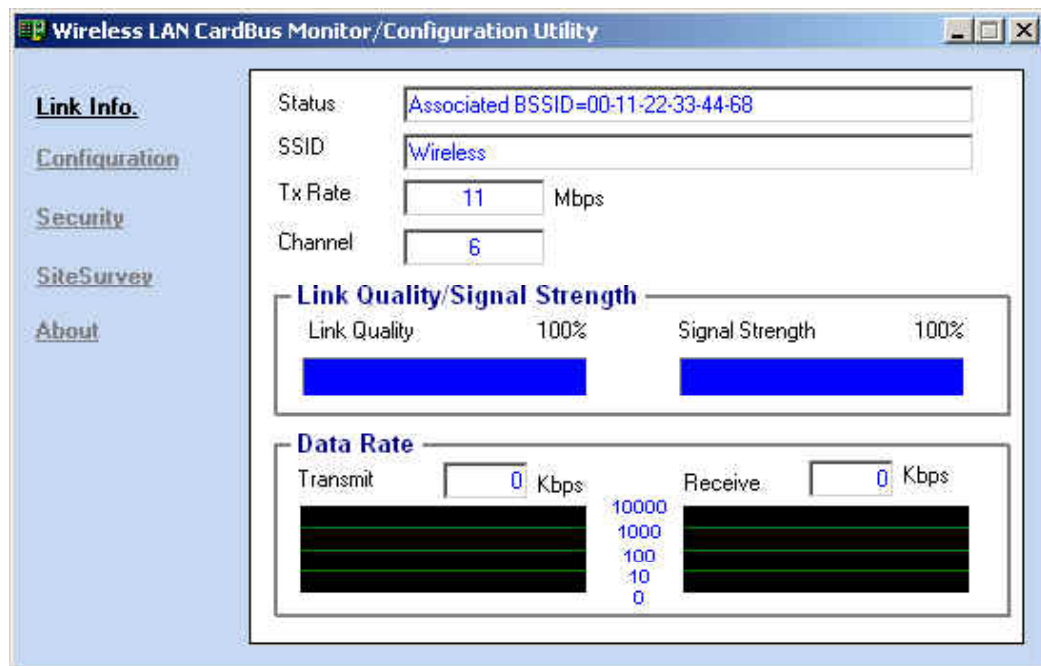 Wireless LAN CardBus Monitor/Configuration Utility
Link Info.
Configuration
Security
SiteSurvey
About
Status Associated BSSID=00-11-22-33-44-68
SSID Wireless
Tx Rate 11 Mbps
Channel 6
Link Quality/Signal Strength
Link Quality 100% Signal Strength 100%
Data Rate
Transmit 0 Kbps Receive 0 Kbps
10000
1000
100
10
0